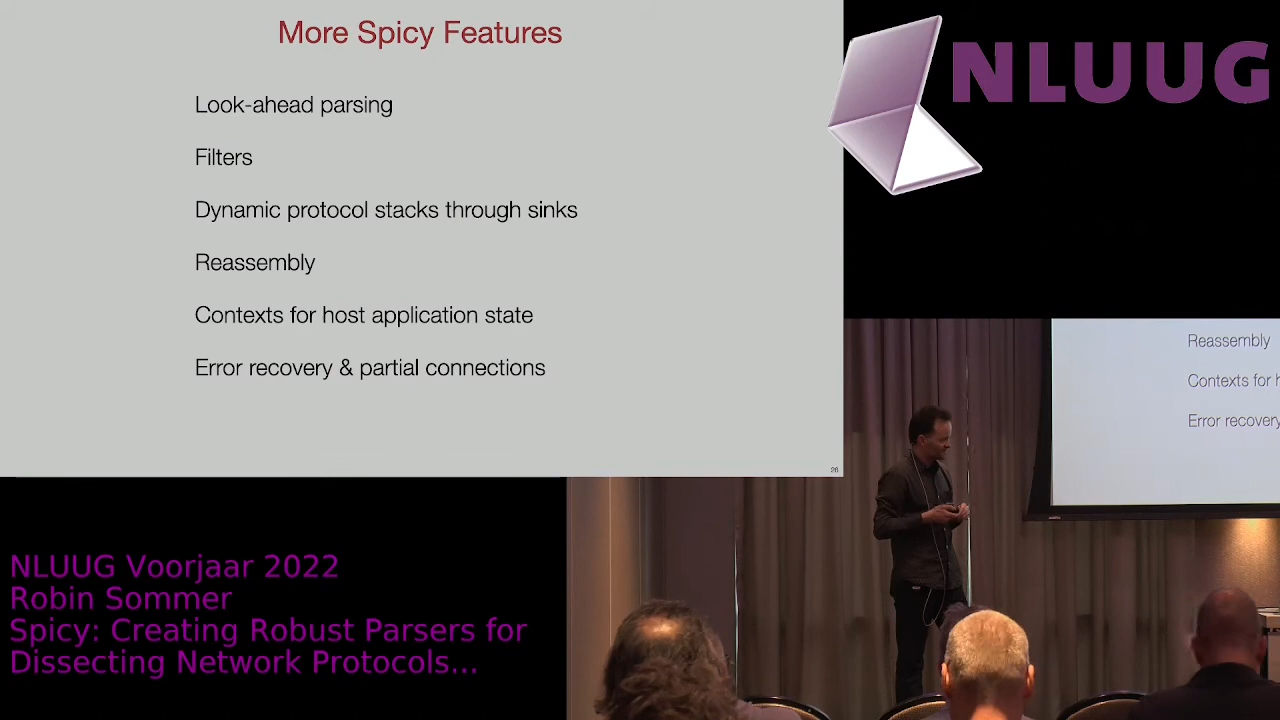 More Spicy Features
Look-ahead parsing
Filters
Dynamic protocol stacks through sinks
Reassembly
Contexts for host application state
Error recovery & partial connections
26
NLUUG
Reassembly
Contexts for h
Error recovery
NLUUG Voorjaar 2022
Robin Sommer
Spicy: Creating Robust Parsers for
Dissecting Network Protocols...